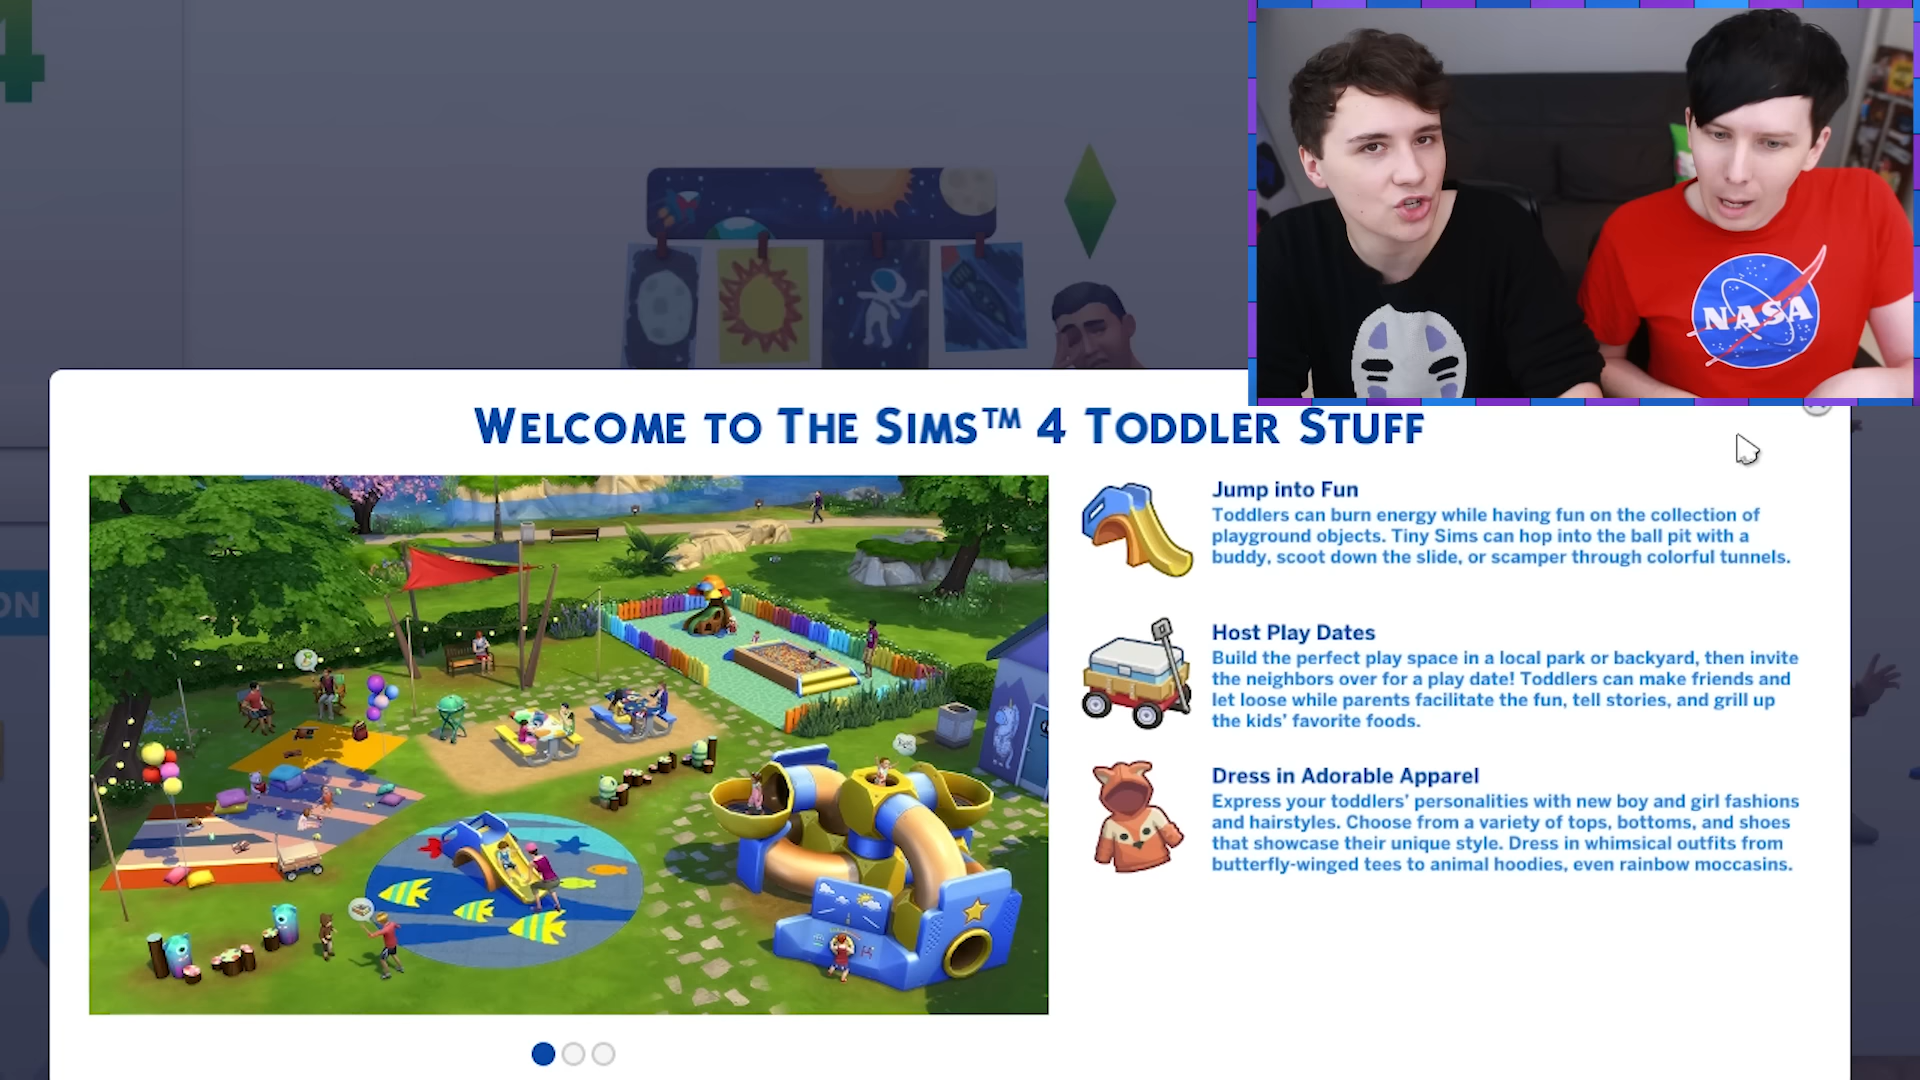 4
NASA
WELCOME TO THE SIMS™ 4 TODDLER STUFF
Jump into Fun
Toddlers can burn energy while having fun on the collection of
playground objects. Tiny Sims can hop into the ball pit with a
buddy, scoot down the slide, or scamper through colorful tunnels.
Host Play Dates
Build the perfect play space in a local park or backyard, then invite
the neighbors over for a play date! Toddlers can make friends and
let loose while parents facilitate the fun, tell stories, and grill up
the kids' favorite foods.
Dress in Adorable Apparel
Express your toddlers' personalities with new boy and girl fashions
and hairstyles. Choose from a variety of tops, bottoms, and shoes
that showcase their unique style. Dress in whimsical outfits from
butterfly-winged tees to animal hoodies, even rainbow moccasins.
ON